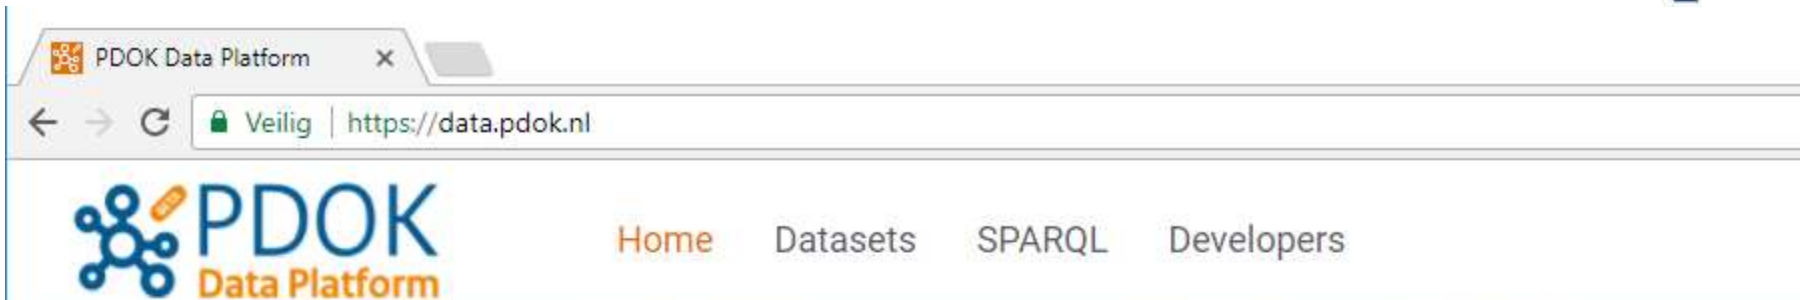 PDOK Data Platform
Veilig https://data.pdok.nl
PDOK
Data Platform
Home Datasets SPARQL Developers